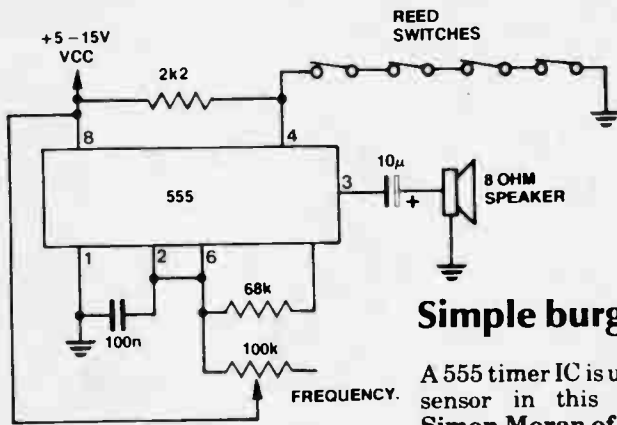 REED
SWITCHES
+5 -15V
VCC
2k2
8
4
555
3
10μ
+
8 OHM
SPEAKER
1
2
6
68k
100n
100k
FREQUENCY.
Simple burg
A 555 timer IC is u
sensor in this
Simon Moran of